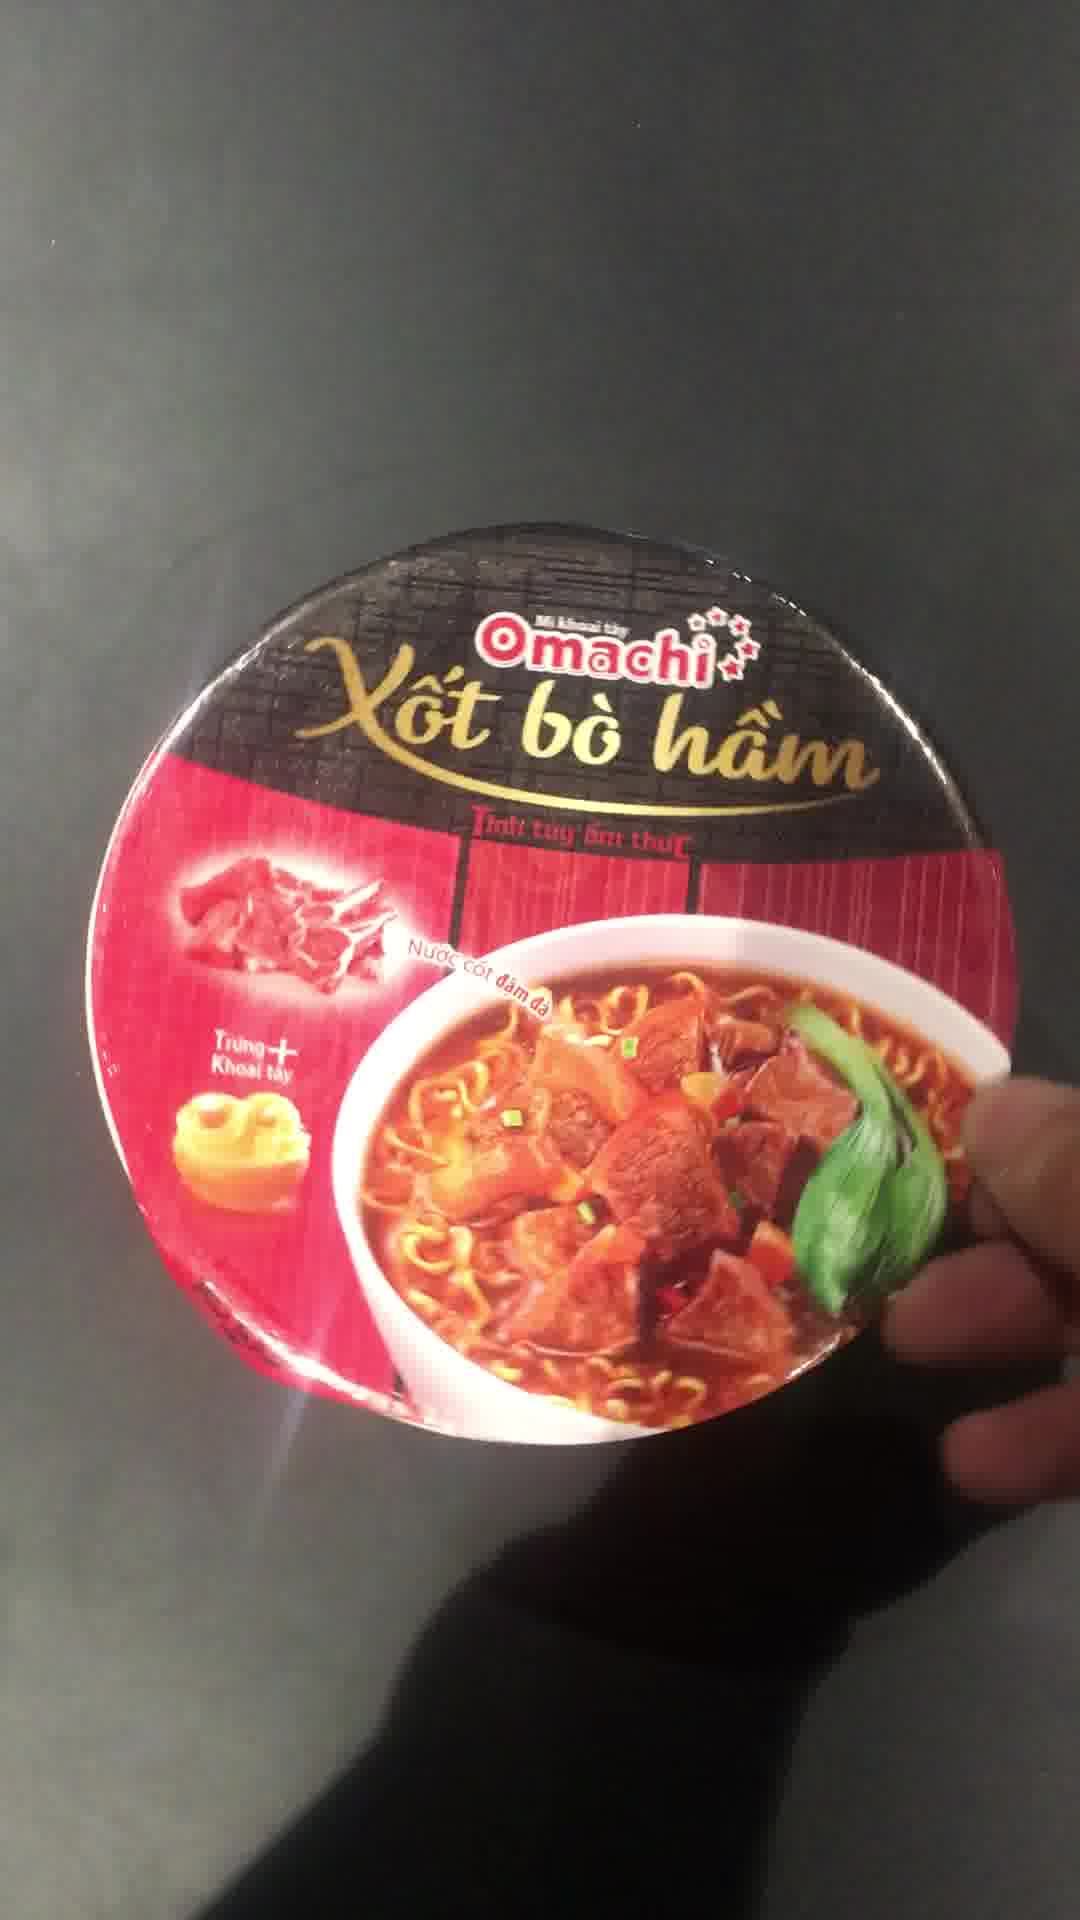 Mì khoai tây
Omachi
Xốt bò hầm
Tinh túy ẩm thực
Nước cốt đậm đà
Trứng +
Khoai tây